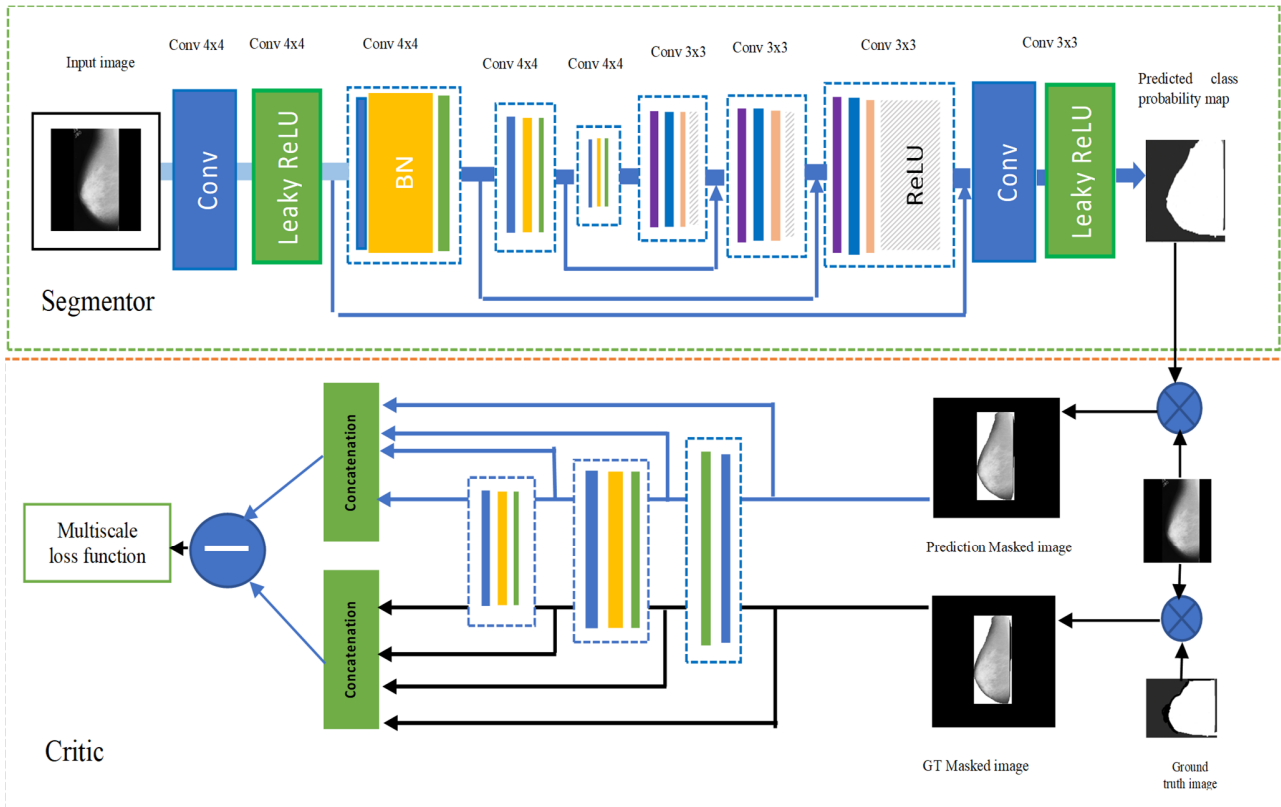 Conv 4x4
Conv 4x4
Conv 4x4
Conv 4x4
Conv 4x4
Conv 3x3
Conv 3x3
Conv 3x3
Conv 3x3
Input image
Predicted class
probability map
Conv
Leaky ReLU
BN
ReLU
Conv
Leaky ReLU
Segmentor
Concatenation
Multiscale
loss function
Prediction Masked image
Concatenation
GT Masked image
Ground
truth image
Critic